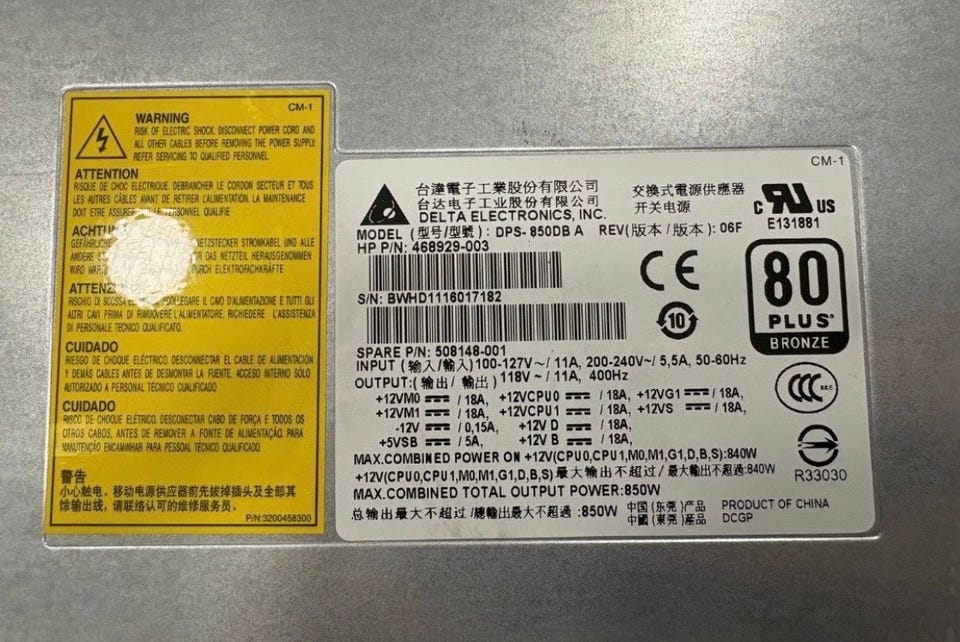 CM-1
WARNING
RISK OF ELECTRIC SHOCK. DISCONNECT POWER CORD AND
ALL OTHER CABLES BEFORE REMOVING THE POWER SUPPLY.
REFER SERVICING TO QUALIFIED PERSONNEL.
ATTENTION
RISQUE DE CHOC ELECTRIQUE. DEBRANCHER LE CORDON SECTEUR ET TOUS
LES AUTRES CÂBLES AVANT DE RETIRER L'ALIMENTATION. LA MAINTENANCE
DOIT ETRE PERSONNEL QUALIFIE
NETZSTECKER STROMKABEL UND ALLE
ANDERE DAS NETZTEIL HERAUSGENOMMEN
WIRD DURCH ELEKTROFACHKRÄFTE
RISCHIO DI IL CAVO D'ALIMENTAZIONE E TUTTI GLI
ALTRI CAVI PRIMA DI RIMUOVERE L'ALIMENTATORE. RICHIEDERE L'ASSISTENZA
DI PERSONALE TECNICO QUALIFICATO.
CUIDADO
RIESGO DE CHOQUE ELÉCTRICO. DESCONECTAR EL CABLE DE ALIMENTACIÓN
Y DEMÁS CABLES ANTES DE DESMONTAR LA FUENTE. ACCESO INTERNO SÓLO
AUTORIZADO A PERSONAL TÉCNICO CUALIFICADO
CUIDADO
RISCO DE CHOQUE ELÉTRICO. DESCONECTAR CABO DE FORÇA E TODOS OS
OUTROS CABOS, ANTES DE REMOVER A FONTE DE ALIMENTAÇÃO. PARA
MANUTENÇÃO ENCAMINHAR PARA PESSOAL TÉCNICO QUALIFICADO.
警告
小心触电。移动电源供应器前先拔掉插头及全部其
馀输出线，请联络认可的维修服务员。
P/N:3200458300
CM-1
台達電子工業股份有限公司
台达电子工业股份有限公司
DELTA ELECTRONICS, INC.
交換式電源供應器
开关电源
C RU US
E131881
MODEL (型号/型號): DPS-850DB A REV(版本/版本): 06F
HP P/N: 468929-003
S/N: BWHD1116017182
SPARE P/N: 508148-001
CE
10
80
PLUS
BRONZE
INPUT (输入/輸入)100-127V~/ 11A, 200-240V~/ 5,5A, 50-60Hz
OUTPUT:(输出/ 輸出) 118V ~/ 11A, 400Hz
+12VM0 / 18A, +12VCPU0 / 18A, +12VG1 / 18A,
+12VM1 / 18A, +12VCPU1 / 18A, +12VS / 18A,
-12V / 0,15A, +12V D / 18A,
+5VSB / 5A, +12V B / 18A,
CCC S&E
R33030
MAX.COMBINED POWER ON +12V(CPU0,CPU1,M0,M1,G1,D,B,S): 840W
+12V(CPU0,CPU1,M0,M1,G1,D,B,S)最大输出不超过/最大輸出不超過:840W
MAX.COMBINED TOTAL OUTPUT POWER:850W
总输出最大不超过/總輸出最大不超過:850W
中国(东莞)产品 PRODUCT OF CHINA
中國(東莞)產品 DCGP